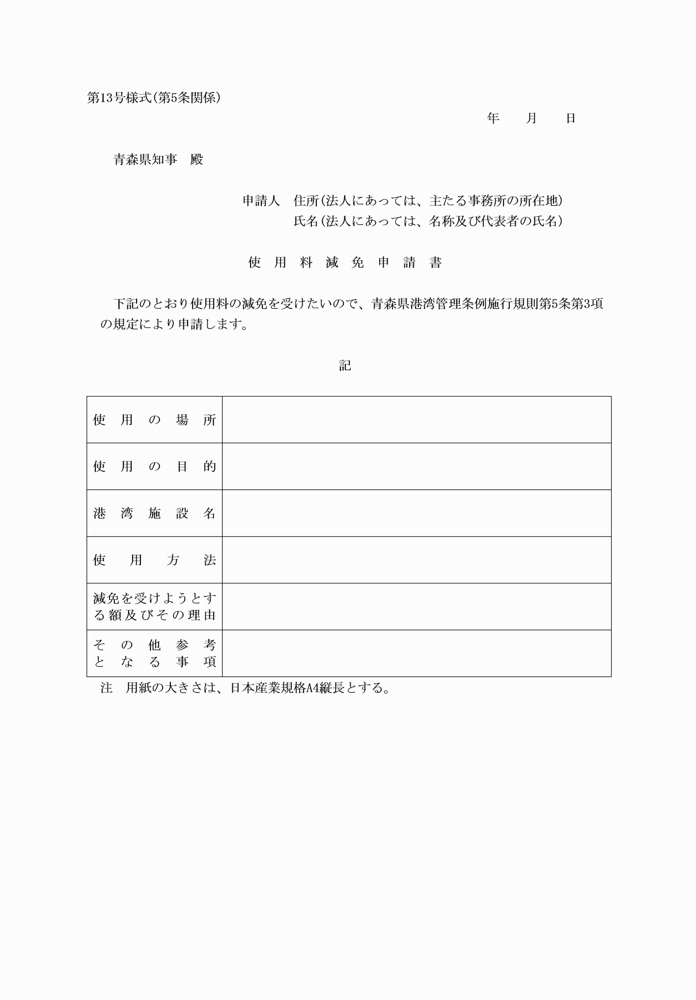 第13号様式(第5条関係)
年　　月　　日
青森県知事　殿
申請人　住所(法人にあっては、主たる事務所の所在地)
氏名(法人にあっては、名称及び代表者の氏名)
使　用　料　減　免　申　請　書
下記のとおり使用料の減免を受けたいので、青森県港湾管理条例施行規則第5条第3項
の規定により申請します。
記
使用の場所
使用の目的
港湾施設名
使用方法
減免を受けようとす
る額及びその理由
その他参考
となる事項
注　用紙の大きさは、日本産業規格A4縦長とする。